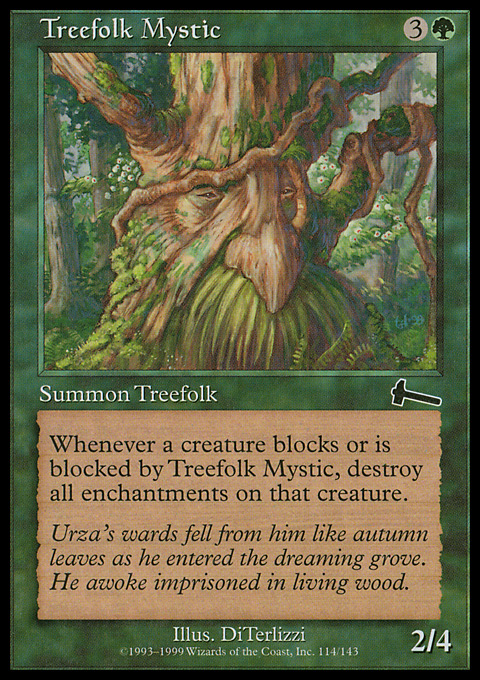 Treefolk Mystic 3
Summon Treefolk
Whenever a creature blocks or is
blocked by Treefolk Mystic, destroy
all enchantments on that creature.
Urza's wards fell from him like autumn
leaves as he entered the dreaming grove.
He awoke imprisoned in living wood.
Illus. DiTerlizzi
©1993–1999 Wizards of the Coast, Inc. 114/143
2/4